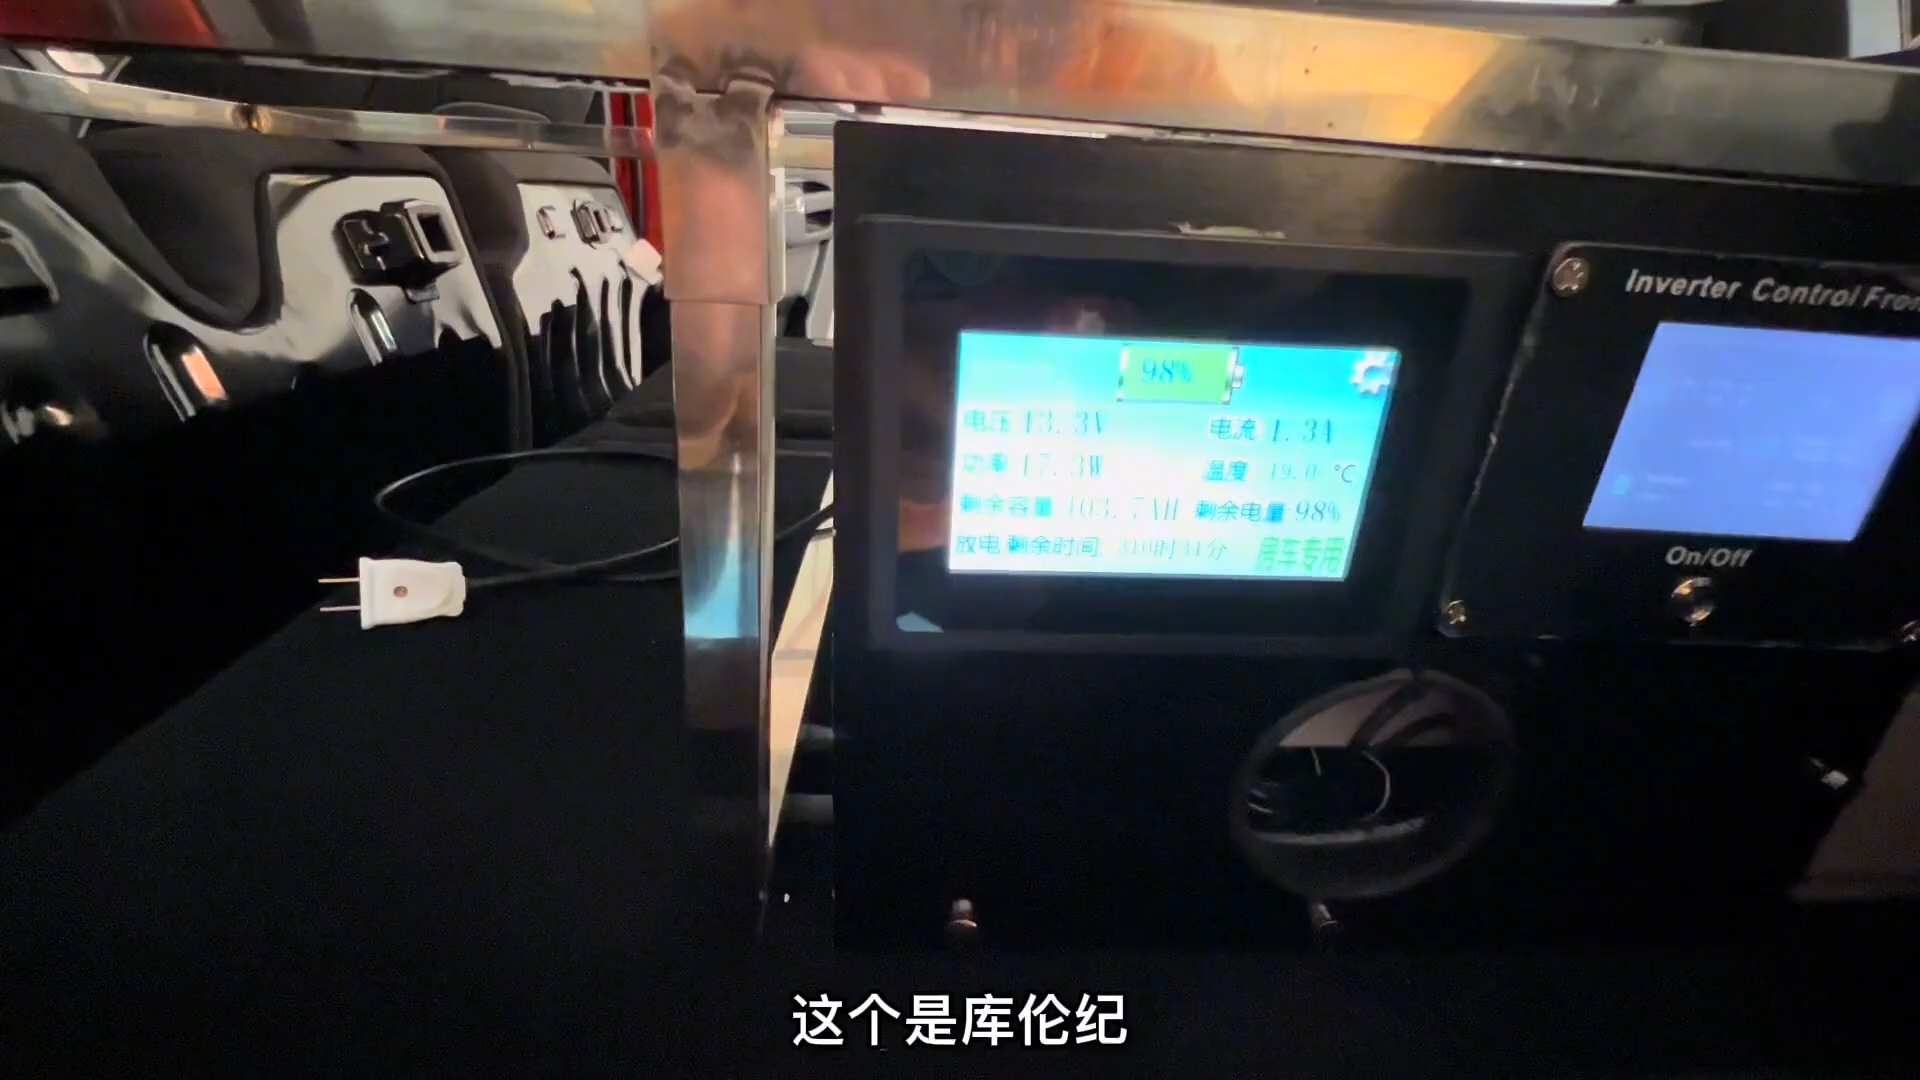 98%
电压 13.3V 电流 1.3A
功率 17.3W 温度 19.0 ℃
剩余容量 103.7AH 剩余电量 98%
放电 剩余时间
房车专用
Inverter Control
On/Off
这个是库伦纪